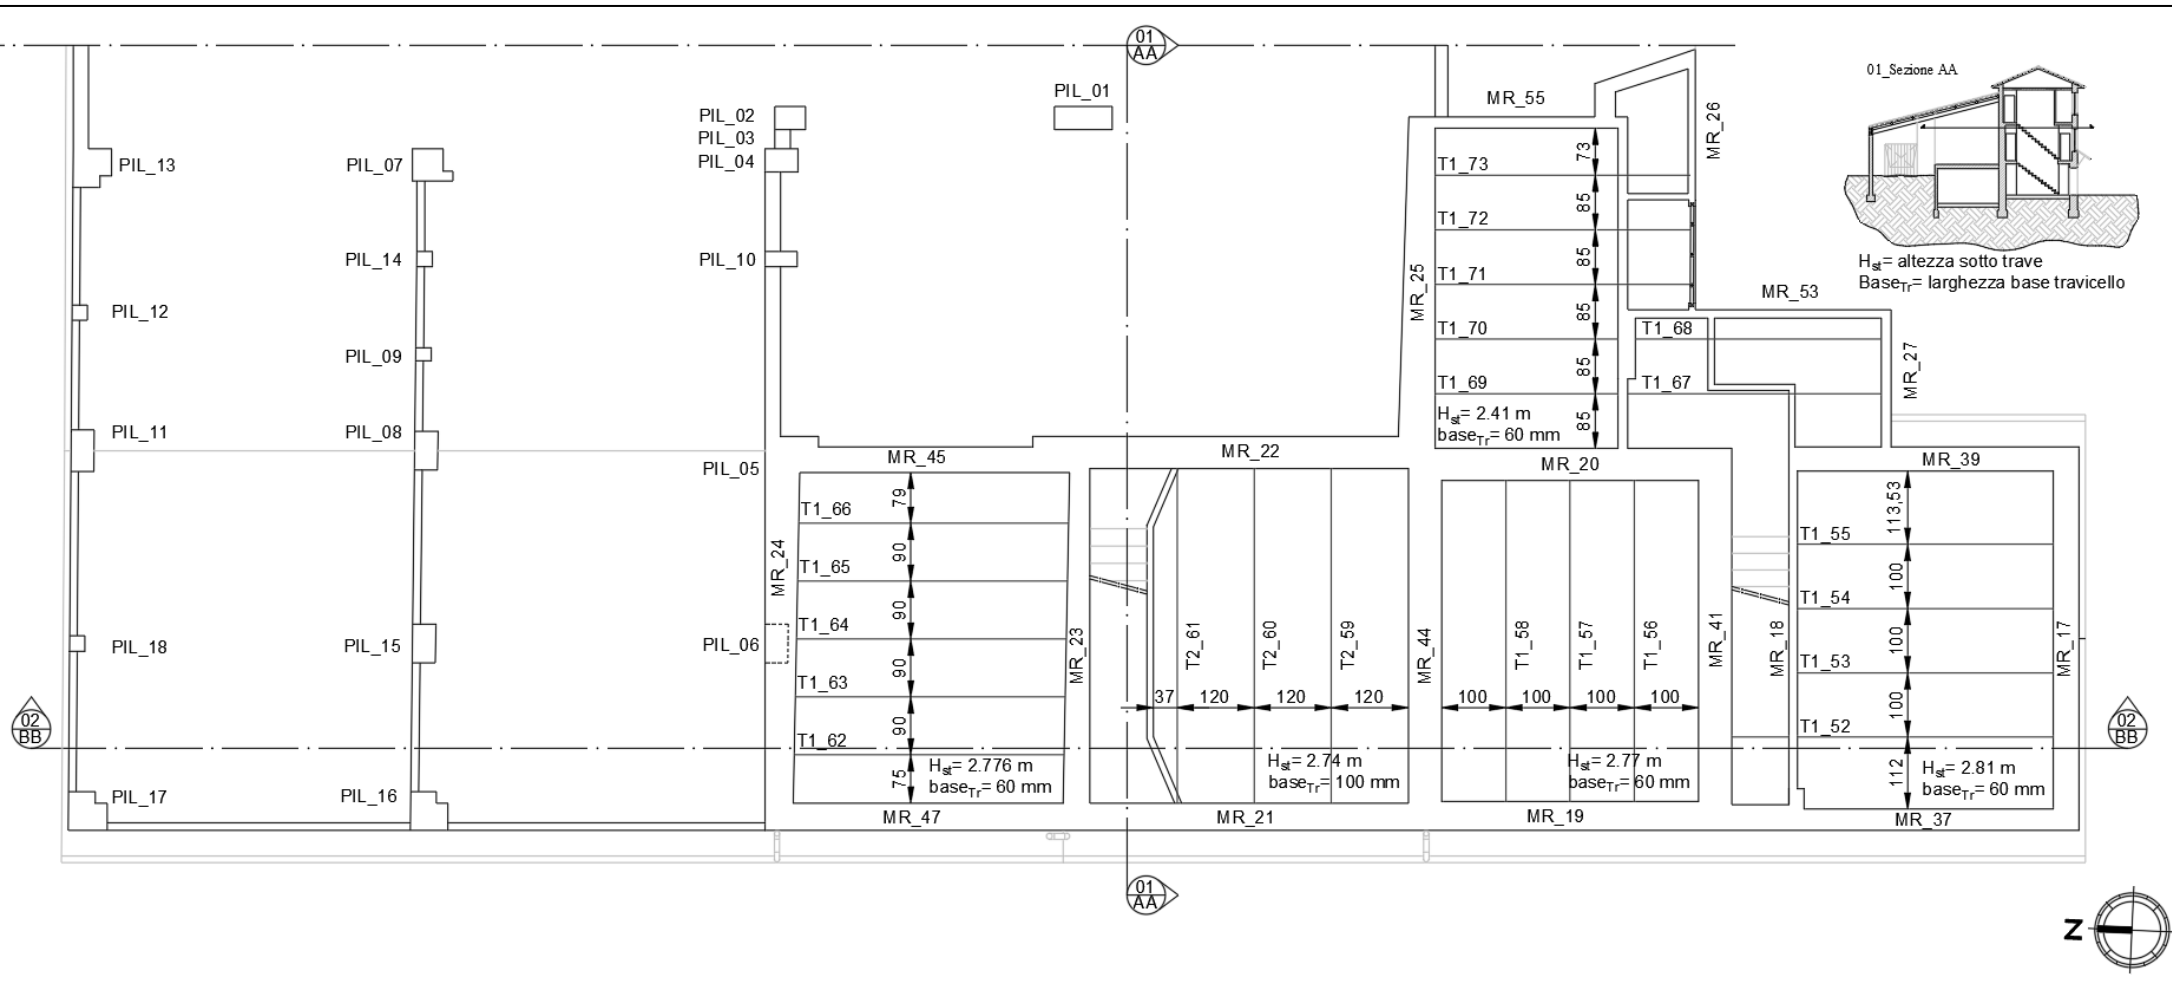 01
AA
01_Sezione AA
PIL_01
MR_55
PIL_02
PIL_03
PIL_04
MR_26
PIL_13
PIL_07
T1_73
73
T1_72
85
PIL_14
PIL_10
T1_71
85
MR_25
Hst= altezza sotto trave
BaseTr= larghezza base travicello
MR_53
PIL_12
T1_70
85
T1_68
PIL_09
MR_27
T1_69
85
T1_67
Hst= 2.41 m
baseTr= 60 mm
85
PIL_11
PIL_08
MR_45
MR_22
PIL_05
MR_20
MR_39
79
T1_66
113,53
T1_55
90
T1_65
MR_24
100
T1_54
90
T1_64
PIL_18
PIL_15
PIL_06
MR_23
T2_61
T2_60
T2_59
MR_44
T1_58
T1_57
T1_56
MR_41
MR_18
100
T1_53
MR_17
90
T1_63
37
120
120
120
100
100
100
100
100
T1_52
02
BB
90
T1_62
02
BB
75
Hst= 2.776 m
baseTr= 60 mm
Hst= 2.74 m
baseTr= 100 mm
Hst= 2.77 m
baseTr= 60 mm
112
Hst= 2.81 m
baseTr= 60 mm
PIL_17
PIL_16
MR_47
MR_21
MR_19
MR_37
01
AA
Z